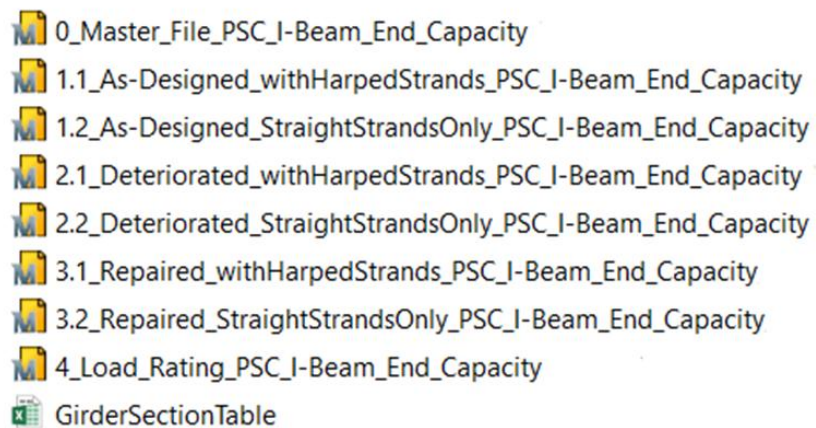 0_Master_File_PSC_I-Beam_End_Capacity
1.1_As-Designed_withHarpedStrands_PSC_I-Beam_End_Capacity
1.2_As-Designed_StraightStrandsOnly_PSC_I-Beam_End_Capacity
2.1_Deteriorated_withHarpedStrands_PSC_I-Beam_End_Capacity
2.2_Deteriorated_StraightStrandsOnly_PSC_I-Beam_End_Capacity
3.1_Repaired_withHarpedStrands_PSC_I-Beam_End_Capacity
3.2_Repaired_StraightStrandsOnly_PSC_I-Beam_End_Capacity
4_Load_Rating_PSC_I-Beam_End_Capacity
GirderSectionTable